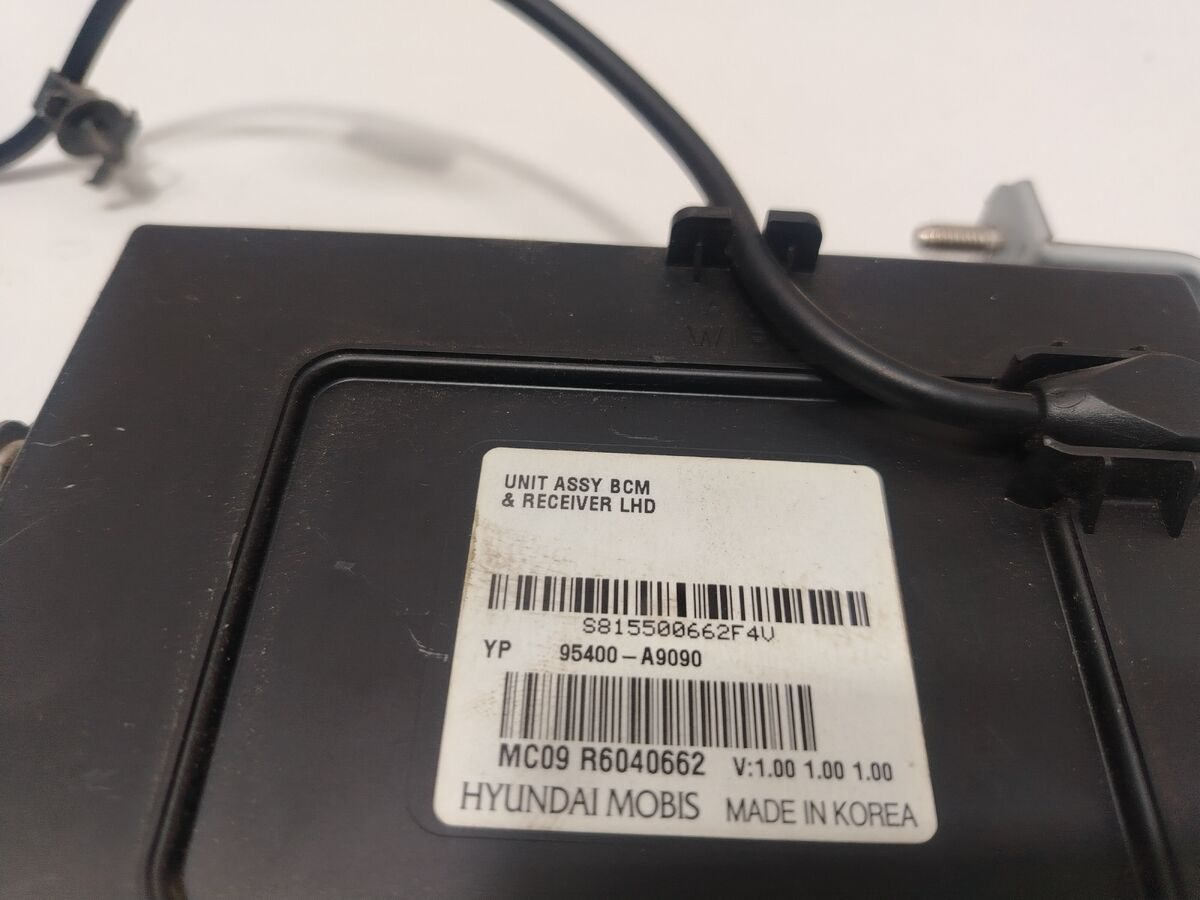 UNIT ASSY BCM
& RECEIVER LHD
S815500662F4V
YP 95400-A9090
MC09 R6040662 V:1.00 1.00 1.00
HYUNDAI MOBIS MADE IN KOREA